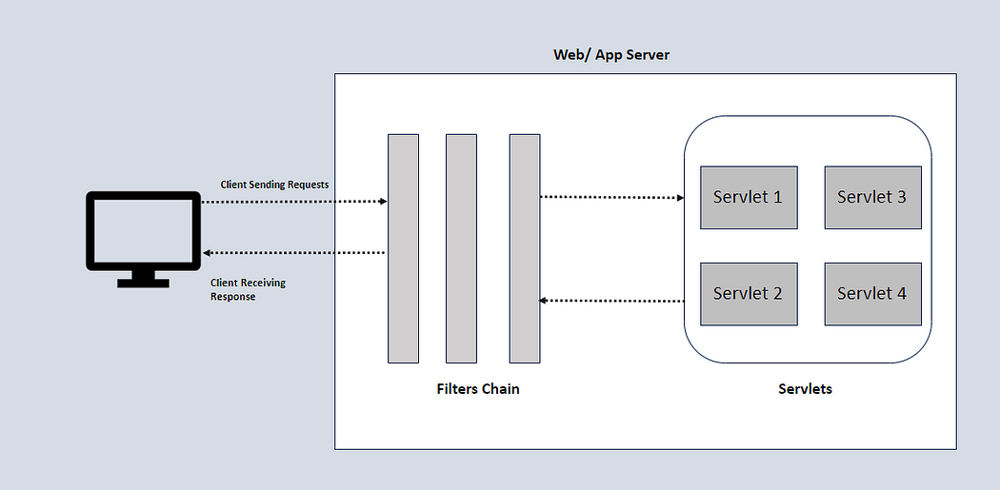 Web/ App Server
Client Sending Requests
Client Receiving
Response
Servlet 1
Servlet 3
Servlet 2
Servlet 4
Filters Chain
Servlets